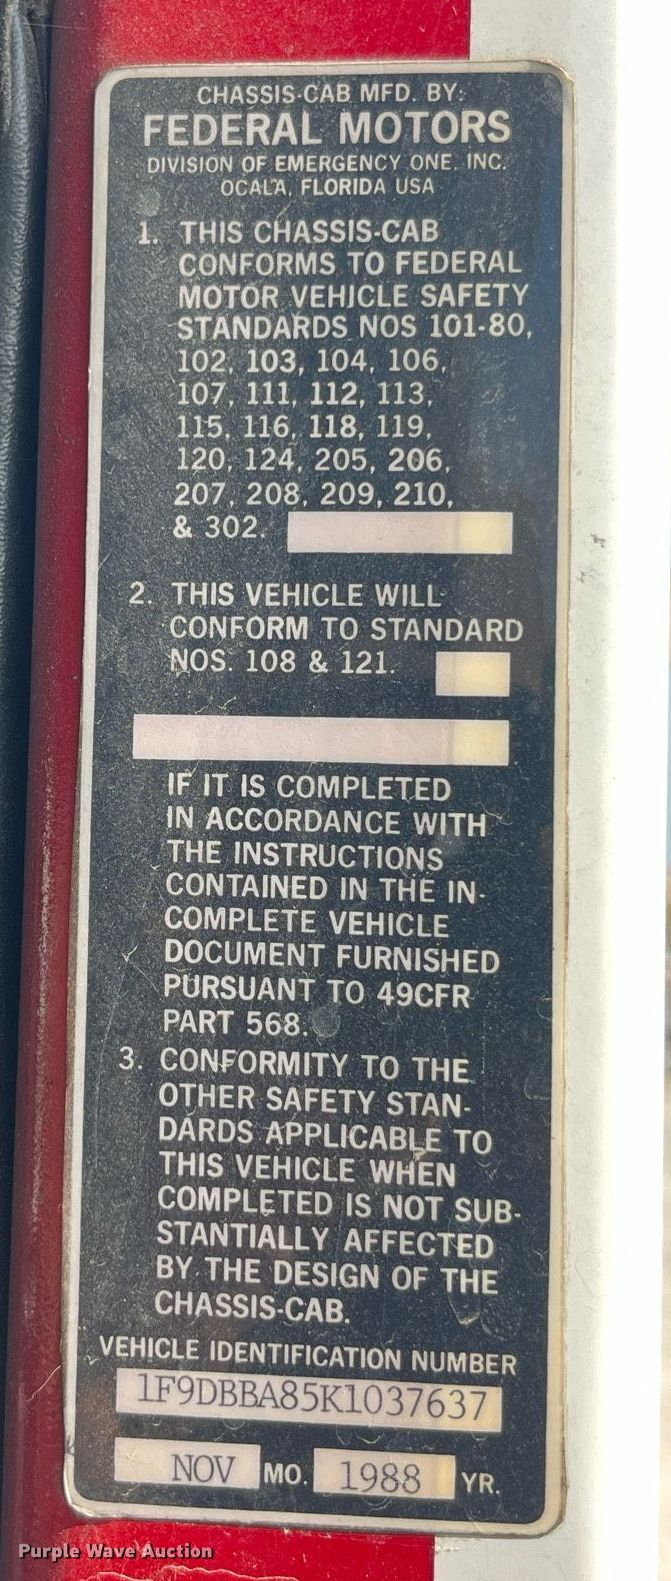 CHASSIS-CAB MFD. BY:
FEDERAL MOTORS
DIVISION OF EMERGENCY ONE, INC.
OCALA, FLORIDA USA
1. THIS CHASSIS-CAB
CONFORMS TO FEDERAL
MOTOR VEHICLE SAFETY
STANDARDS NOS 101-80,
102, 103, 104, 106,
107, 111, 112, 113,
115, 116, 118, 119,
120, 124, 205, 206,
207, 208, 209, 210,
& 302.
2. THIS VEHICLE WILL
CONFORM TO STANDARD
NOS. 108 & 121.
IF IT IS COMPLETED
IN ACCORDANCE WITH
THE INSTRUCTIONS
CONTAINED IN THE IN-
COMPLETE VEHICLE
DOCUMENT FURNISHED
PURSUANT TO 49CFR
PART 568.
3. CONFORMITY TO THE
OTHER SAFETY STAN-
DARDS APPLICABLE TO
THIS VEHICLE WHEN
COMPLETED IS NOT SUB-
STANTIALLY AFFECTED
BY THE DESIGN OF THE
CHASSIS-CAB.
VEHICLE IDENTIFICATION NUMBER
1F9DBBA85K1037637
NOV MO. 1988 YR.
Purple Wave Auction